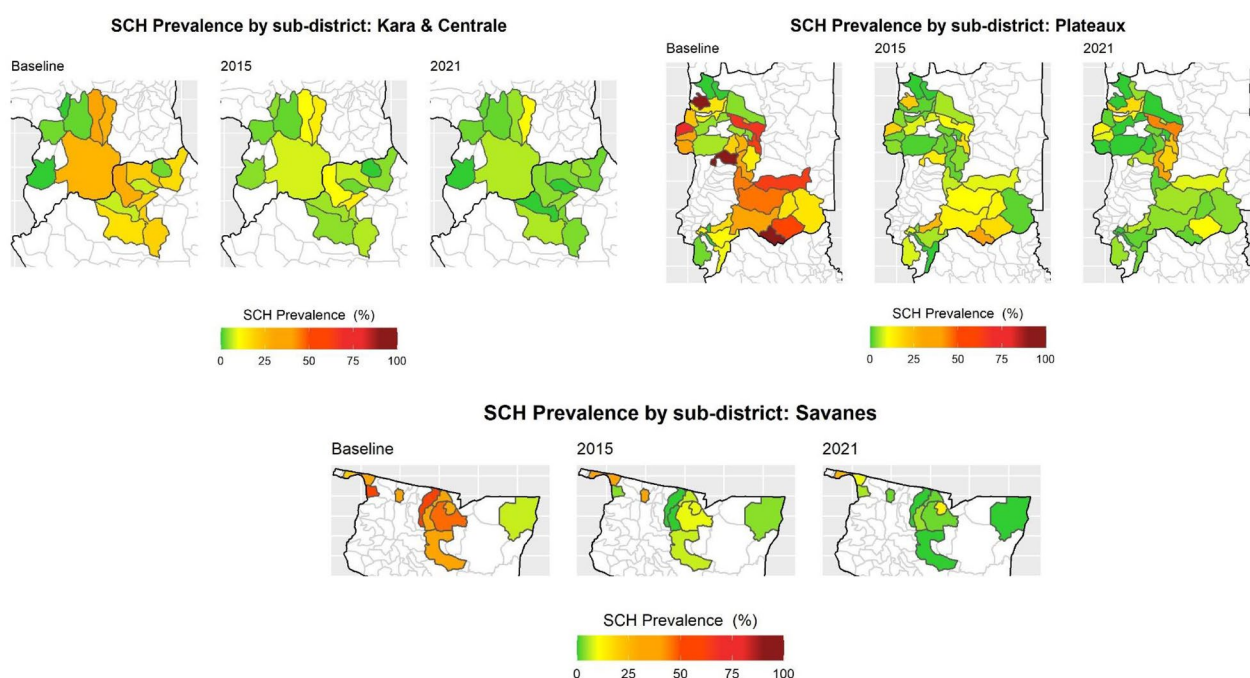 SCH Prevalence by sub-district: Kara & Centrale
Baseline 2015 2021
SCH Prevalence (%)
0 25 50 75 100
SCH Prevalence by sub-district: Plateaux
Baseline 2015 2021
SCH Prevalence (%)
0 25 50 75 100
SCH Prevalence by sub-district: Savanes
Baseline 2015 2021
SCH Prevalence (%)
0 25 50 75 100